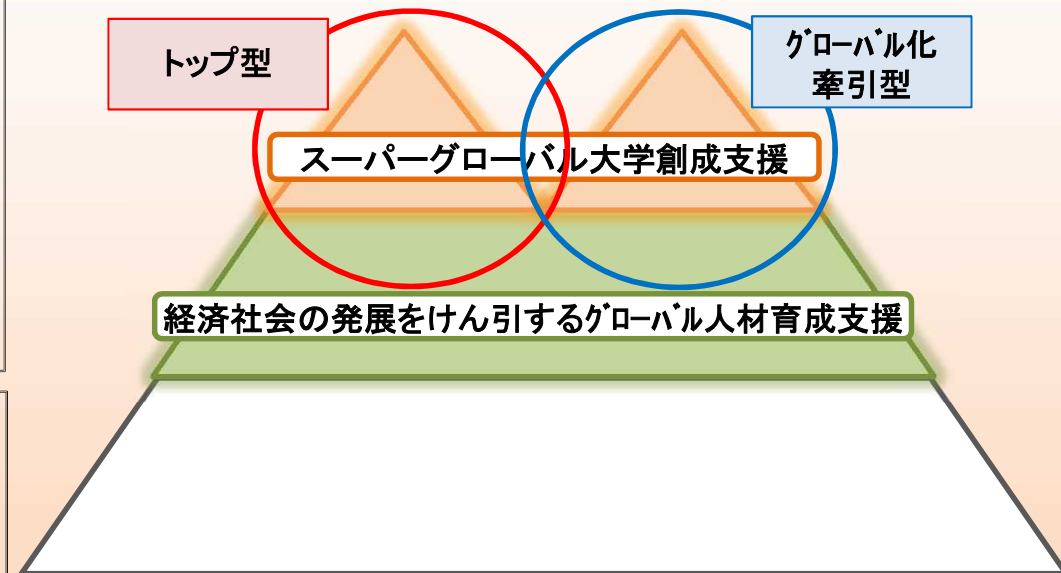 トップ型
グローバル化
牽引型
スーパーグローバル大学創成支援
経済社会の発展をけん引するグローバル人材育成支援